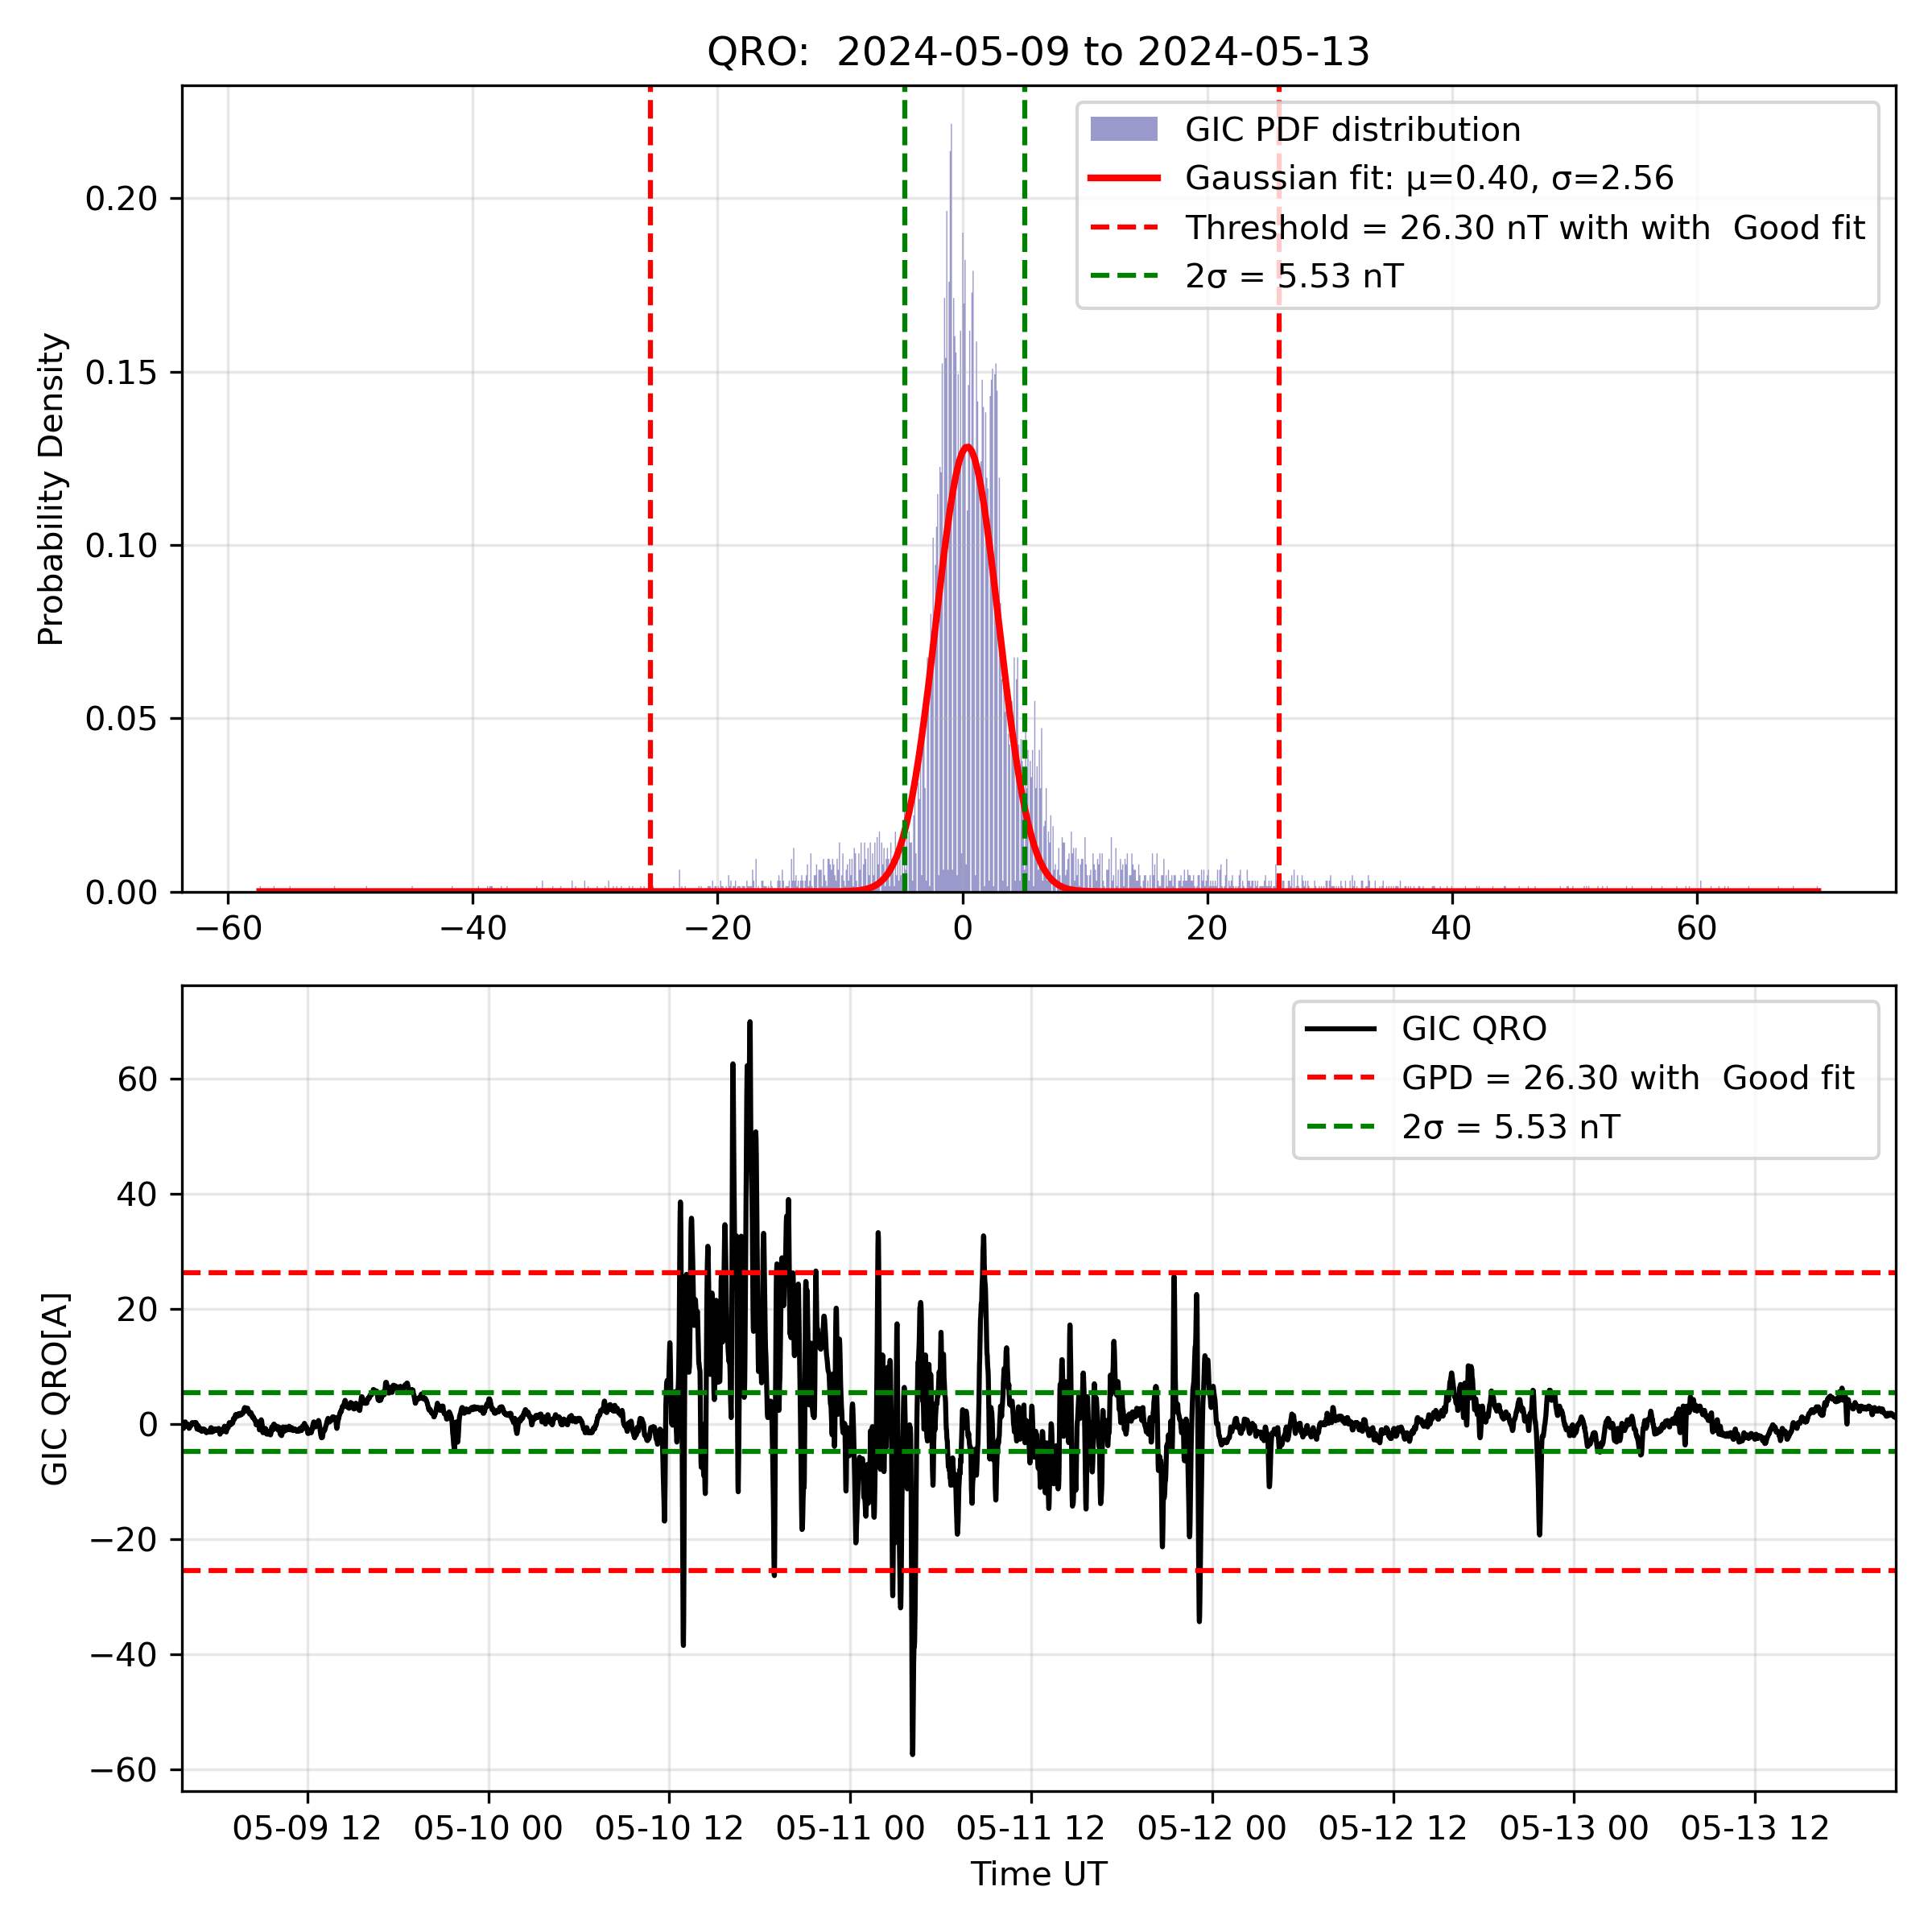 QRO:  2024-05-09 to 2024-05-13
GIC PDF distribution
Gaussian fit: μ=0.40, σ=2.56
Threshold = 26.30 nT with with  Good fit
2σ = 5.53 nT
Probability Density
0.20
0.15
0.10
0.05
0.00
−60 −40 −20 0 20 40 60
GIC QRO
GPD = 26.30 with  Good fit
2σ = 5.53 nT
GIC QRO[A]
60
40
20
0
−20
−40
−60
05-09 12 05-10 00 05-10 12 05-11 00 05-11 12 05-12 00 05-12 12 05-13 00 05-13 12
Time UT